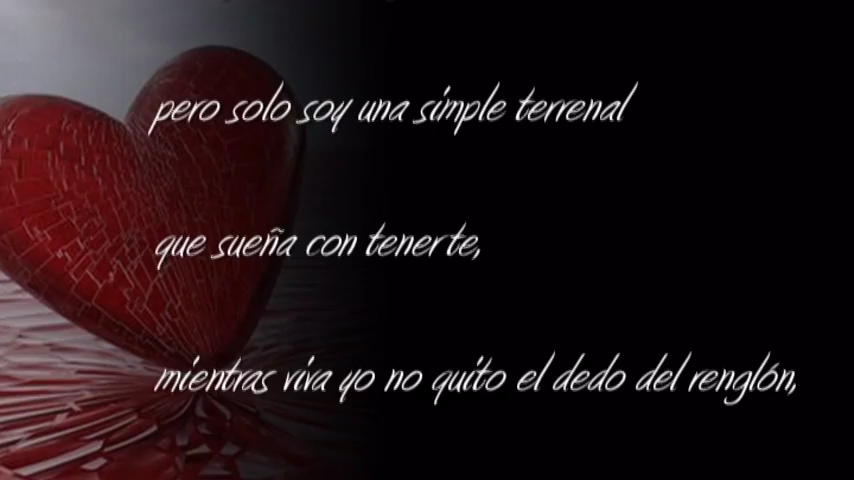 pero solo soy una simple terrenal
que sueña con tenerte,
mientras viva yo no quito el dedo del renglón,